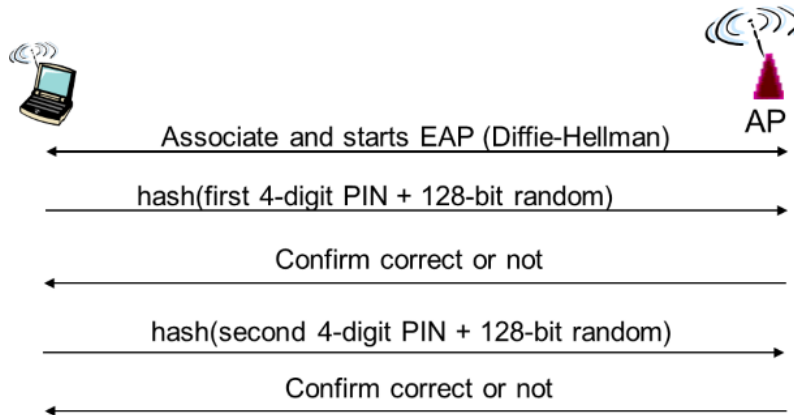 AP
Associate and starts EAP (Diffie-Hellman)
hash(first 4-digit PIN + 128-bit random)
Confirm correct or not
hash(second 4-digit PIN + 128-bit random)
Confirm correct or not